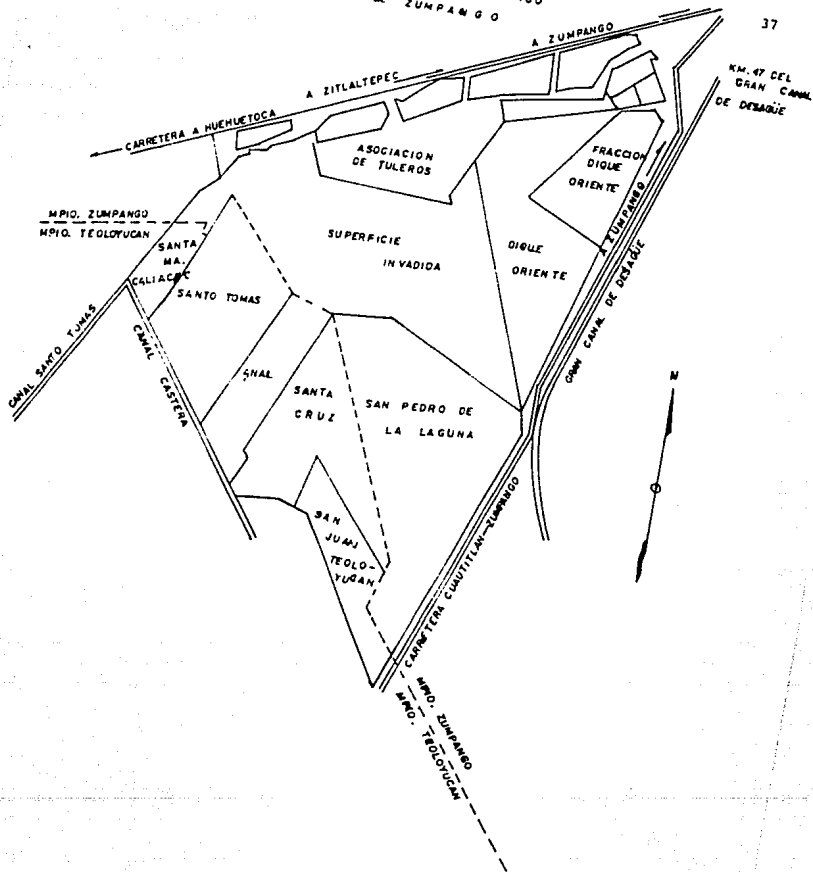 ZUMPANGO
37
A ZUMPANGO
A ZITLALTEPEC
CARRETERA A HUEHUETOCA
KM. 47 DEL
GRAN CANAL
DE DESAGÜE
ASOCIACION
DE TULEROS
FRACCION
DIQUE
ORIENTE
A ZUMPANGO
MPIO. ZUMPANGO
MPIO. TEOLOYUCAN
SANTA
MA.
CALIACAC
SUPERFICIE
INVADIDA
DIQUE
ORIENTE
SANTO TOMAS
CANAL SANTO TOMAS
CANAL CASTERA
GRAN CANAL DE DESAGÜE
SANTA
CRUZ
SAN PEDRO DE
LA LAGUNA
N
SAN
JUAN
TEOLO-
YUCAN
CARRETERA CUAUTITLAN-ZUMPANGO
MPIO. ZUMPANGO
MPIO. TEOLOYUCAN